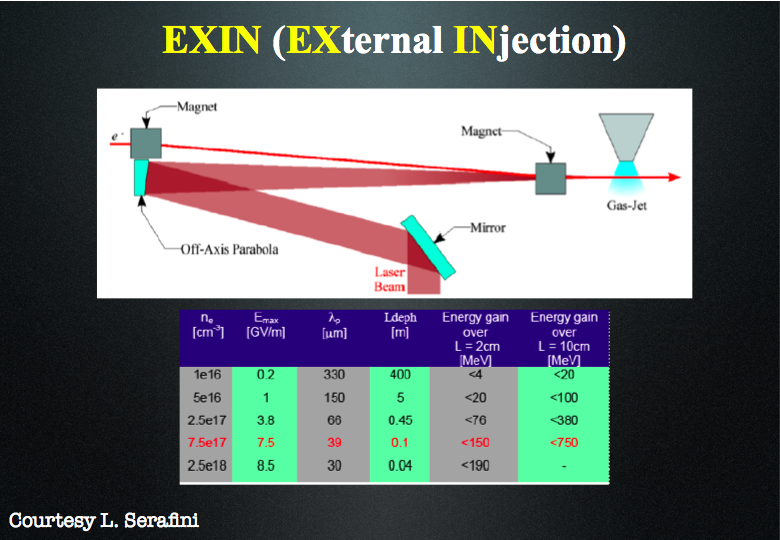 EXIN (EXternal INjection)
Magnet
e-
Magnet
Gas-Jet
Mirror
Off-Axis Parabola
Laser
Beam
ne Emax λp Ldeph Energy gain Energy gain
[cm-3] [GV/m] [μm] [m] over over
L = 2cm L = 10cm
[MeV] [MeV]
1e16 0.2 330 400 <4 <20
5e16 1 150 5 <20 <100
2.5e17 3.8 66 0.45 <76 <380
7.5e17 7.5 39 0.1 <150 <750
2.5e18 8.5 30 0.04 <190 -
Courtesy L. Serafini